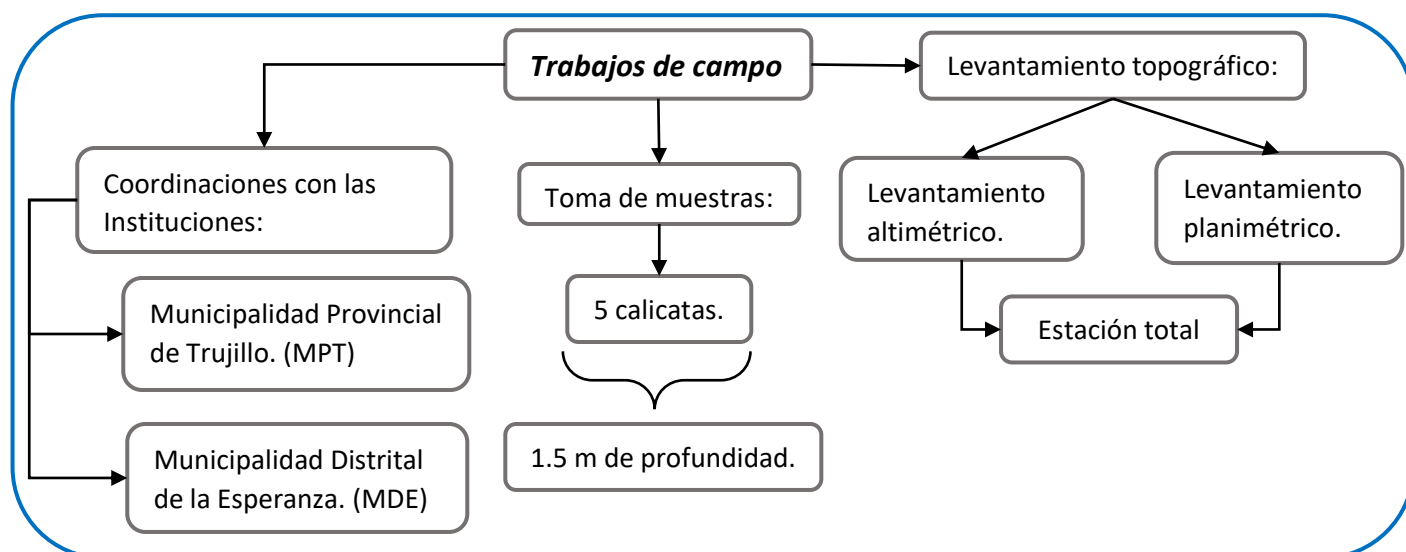 Trabajos de campo
Levantamiento topográfico:
Coordinaciones con las
Instituciones:
Municipalidad Provincial
de Trujillo. (MPT)
Municipalidad Distrital
de la Esperanza. (MDE)
Toma de muestras:
5 calicatas.
1.5 m de profundidad.
Levantamiento
altimétrico.
Levantamiento
planimétrico.
Estación total